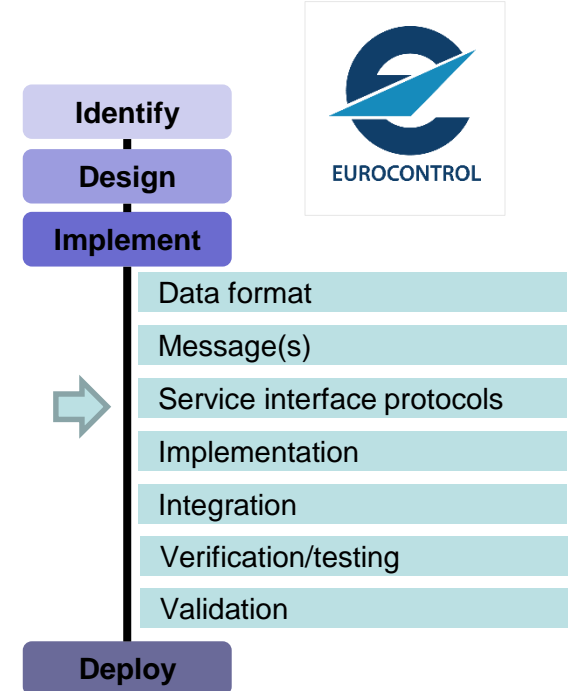 EUROCONTROL
Identify
Design
Implement
Data format
Message(s)
Service interface protocols
Implementation
Integration
Verification/testing
Validation
Deploy